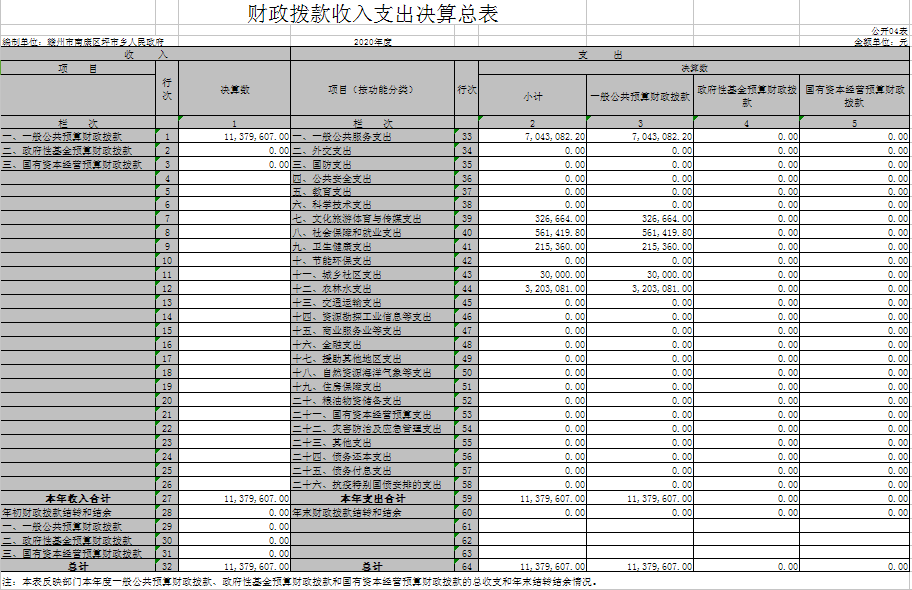 财政拨款收入支出决算总表
公开04表
编制单位：赣州市南康区坪市乡人民政府 2020年度 金额单位：元
收 入 支 出
项 目 行次 决算数 项目（按功能分类） 行次 决算数
小计 一般公共预算财政拨款 政府性基金预算财政拨款 国有资本经营预算财政拨款
栏 次 1 栏 次 2 3 4 5
一、一般公共预算财政拨款 1 11,379,607.00 一、一般公共服务支出 33 7,043,082.20 7,043,082.20 0.00 0.00
二、政府性基金预算财政拨款 2 0.00 二、外交支出 34 0.00 0.00 0.00 0.00
三、国有资本经营预算财政拨款 3 0.00 三、国防支出 35 0.00 0.00 0.00 0.00
4 四、公共安全支出 36 0.00 0.00 0.00 0.00
5 五、教育支出 37 0.00 0.00 0.00 0.00
6 六、科学技术支出 38 0.00 0.00 0.00 0.00
7 七、文化旅游体育与传媒支出 39 326,664.00 326,664.00 0.00 0.00
8 八、社会保障和就业支出 40 561,419.80 561,419.80 0.00 0.00
9 九、卫生健康支出 41 215,360.00 215,360.00 0.00 0.00
10 十、节能环保支出 42 0.00 0.00 0.00 0.00
11 十一、城乡社区支出 43 30,000.00 30,000.00 0.00 0.00
12 十二、农林水支出 44 3,203,081.00 3,203,081.00 0.00 0.00
13 十三、交通运输支出 45 0.00 0.00 0.00 0.00
14 十四、资源勘探工业信息等支出 46 0.00 0.00 0.00 0.00
15 十五、商业服务业等支出 47 0.00 0.00 0.00 0.00
16 十六、金融支出 48 0.00 0.00 0.00 0.00
17 十七、援助其他地区支出 49 0.00 0.00 0.00 0.00
18 十八、自然资源海洋气象等支出 50 0.00 0.00 0.00 0.00
19 十九、住房保障支出 51 0.00 0.00 0.00 0.00
20 二十、粮油物资储备支出 52 0.00 0.00 0.00 0.00
21 二十一、国有资本经营预算支出 53 0.00 0.00 0.00 0.00
22 二十二、灾害防治及应急管理支出 54 0.00 0.00 0.00 0.00
23 二十三、其他支出 55 0.00 0.00 0.00 0.00
24 二十四、债务还本支出 56 0.00 0.00 0.00 0.00
25 二十五、债务付息支出 57 0.00 0.00 0.00 0.00
26 二十六、抗疫特别国债安排的支出 58 0.00 0.00 0.00 0.00
本年收入合计 27 11,379,607.00 本年支出合计 59 11,379,607.00 11,379,607.00 0.00 0.00
年初财政拨款结转和结余 28 0.00 年末财政拨款结转和结余 60 0.00 0.00 0.00 0.00
一、一般公共预算财政拨款 29 0.00 61
二、政府性基金预算财政拨款 30 0.00 62
三、国有资本经营预算财政拨款 31 0.00 63
总计 32 11,379,607.00 总计 64 11,379,607.00 11,379,607.00 0.00 0.00
注：本表反映部门本年度一般公共预算财政拨款、政府性基金预算财政拨款和国有资本经营预算财政拨款的总收支和年末结转结余情况。